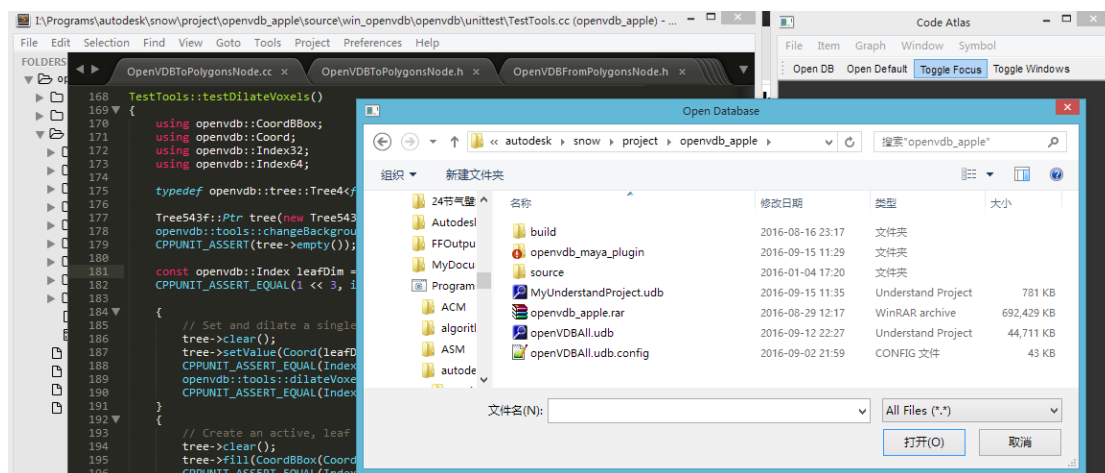 I:\Programs\autodesk\snow\project\openvdb_apple\source\win_openvdb\openvdb\unittest\TestTools.cc (openvdb_apple) - ...
File Edit Selection Find View Goto Tools Project Preferences Help
FOLDERS
OpenVDBToPolygonsNode.cc ×
OpenVDBToPolygonsNode.h ×
OpenVDBFromPolygonsNode.h ×
168 TestTools::testDilateVoxels()
169 {
170 using openvdb::CoordBBox;
171 using openvdb::Coord;
172 using openvdb::Index32;
173 using openvdb::Index64;
174
175 typedef openvdb::tree::Tree4<f
176
177 Tree543f::Ptr tree(new Tree543
178 openvdb::tools::changeBackgrou
179 CPPUNIT_ASSERT(tree->empty());
180
181 const openvdb::Index leafDim =
182 CPPUNIT_ASSERT_EQUAL(1 << 3, i
183
184 {
185 // Set and dilate a single
186 tree->clear();
187 tree->setValue(Coord(leafD
188 CPPUNIT_ASSERT_EQUAL(Index
189 openvdb::tools::dilateVoxe
190 CPPUNIT_ASSERT_EQUAL(Index
191 }
192 {
193 // Create an active, leaf
194 tree->clear();
195 tree->fill(CoordBBox(Coord
196 CPPUNIT_ASSERT_EQUAL(Index
Code Atlas
File Item Graph Window Symbol
Open DB Open Default Toggle Focus Toggle Windows
Open Database
« autodesk snow project openvdb_apple
搜索"openvdb_apple"
组织 新建文件夹
24节气壁
Autodesl
FFOutpu
MyDocu
Program
ACM
algoritl
ASM
autode
名称 修改日期 类型 大小
build 2016-08-16 23:17 文件夹
openvdb_maya_plugin 2016-09-15 11:29 文件夹
source 2016-01-04 17:20 文件夹
MyUnderstandProject.udb 2016-09-15 11:35 Understand Project 781 KB
openvdb_apple.rar 2016-08-29 12:17 WinRAR archive 692,429 KB
openVDBAll.udb 2016-09-12 22:27 Understand Project 44,711 KB
openVDBAll.udb.config 2016-09-02 21:59 CONFIG 文件 43 KB
文件名(N):
All Files (*.*)
打开(O) 取消